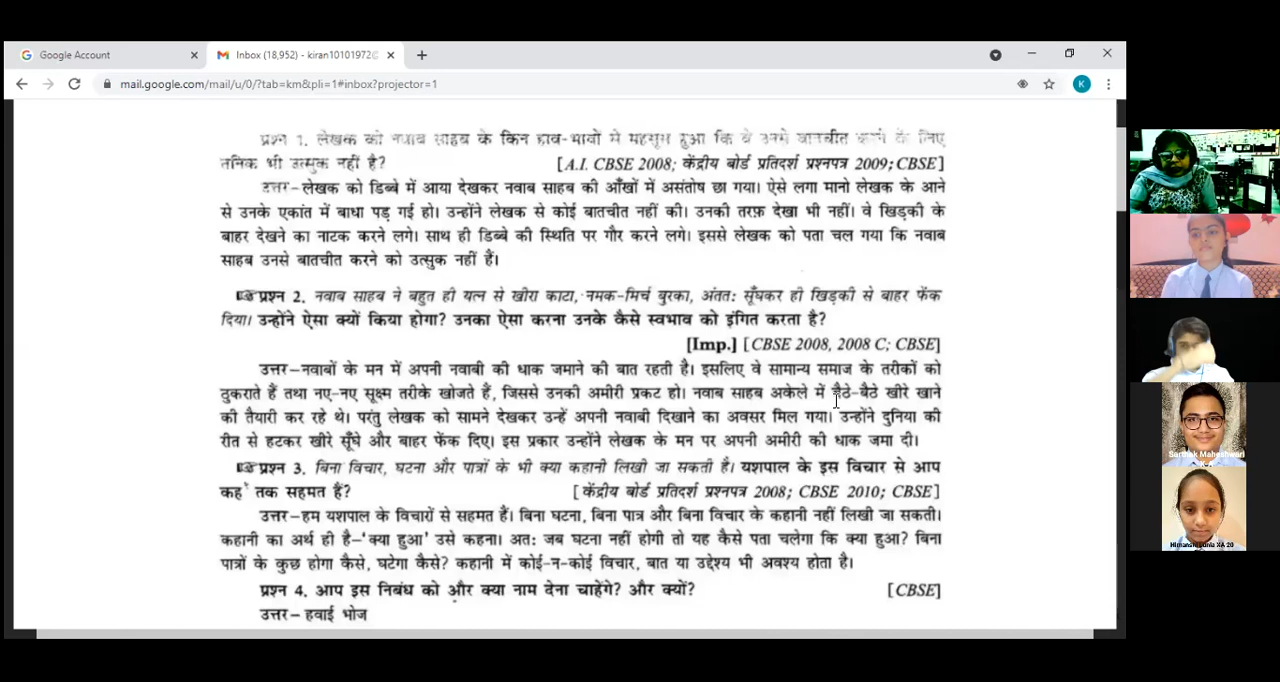 Google Account
Inbox (18,952) - kiran10101972@
mail.google.com/mail/u/0/?tab=km&pli=1#inbox?projector=1
K
प्रश्न 1. लेखक को नवाब साहब के किन हाव-भावों से महसूस हुआ कि वे उनसे बातचीत करने के लिए
तनिक भी उत्सुक नहीं है? [A.I. CBSE 2008; केंद्रीय बोर्ड प्रतिदर्श प्रश्नपत्र 2009; CBSE]
उत्तर–लेखक को डिब्बे में आया देखकर नवाब साहब की आँखों में असंतोष छा गया। ऐसे लगा मानो लेखक के आने
से उनके एकांत में बाधा पड़ गई हो। उन्होंने लेखक से कोई बातचीत नहीं की। उनकी तरफ़ देखा भी नहीं। वे खिड़की के
बाहर देखने का नाटक करने लगे। साथ ही डिब्बे की स्थिति पर गौर करने लगे। इससे लेखक को पता चल गया कि नवाब
साहब उनसे बातचीत करने को उत्सुक नहीं हैं।
प्रश्न 2. नवाब साहब ने बहुत ही यत्न से खीरा काटा, नमक-मिर्च बुरका, अंततः सूँघकर ही खिड़की से बाहर फेंक
दिया। उन्होंने ऐसा क्यों किया होगा? उनका ऐसा करना उनके कैसे स्वभाव को इंगित करता है?
[Imp.] [CBSE 2008, 2008 C; CBSE]
उत्तर–नवाबों के मन में अपनी नवाबी की धाक जमाने की बात रहती है। इसलिए वे सामान्य समाज के तरीकों को
ठुकराते हैं तथा नए-नए सूक्ष्म तरीके खोजते हैं, जिससे उनकी अमीरी प्रकट हो। नवाब साहब अकेले में बैठे-बैठे खीरे खाने
की तैयारी कर रहे थे। परंतु लेखक को सामने देखकर उन्हें अपनी नवाबी दिखाने का अवसर मिल गया। उन्होंने दुनिया की
रीत से हटकर खीरे सूँघे और बाहर फेंक दिए। इस प्रकार उन्होंने लेखक के मन पर अपनी अमीरी की धाक जमा दी।
प्रश्न 3. बिना विचार, घटना और पात्रों के भी क्या कहानी लिखी जा सकती है। यशपाल के इस विचार से आप
कहाँ तक सहमत हैं? [केंद्रीय बोर्ड प्रतिदर्श प्रश्नपत्र 2008; CBSE 2010; CBSE]
उत्तर–हम यशपाल के विचारों से सहमत हैं। बिना घटना, बिना पात्र और बिना विचार के कहानी नहीं लिखी जा सकती।
कहानी का अर्थ ही है–‘क्या हुआ’ उसे कहना। अतः जब घटना नहीं होगी तो यह कैसे पता चलेगा कि क्या हुआ? बिना
पात्रों के कुछ होगा कैसे, घटेगा कैसे? कहानी में कोई-न-कोई विचार, बात या उद्देश्य भी अवश्य होता है।
प्रश्न 4. आप इस निबंध को और क्या नाम देना चाहेंगे? और क्यों? [CBSE]
उत्तर– हवाई भोज
Sarthak Maheshwari
Himanshi XA 20